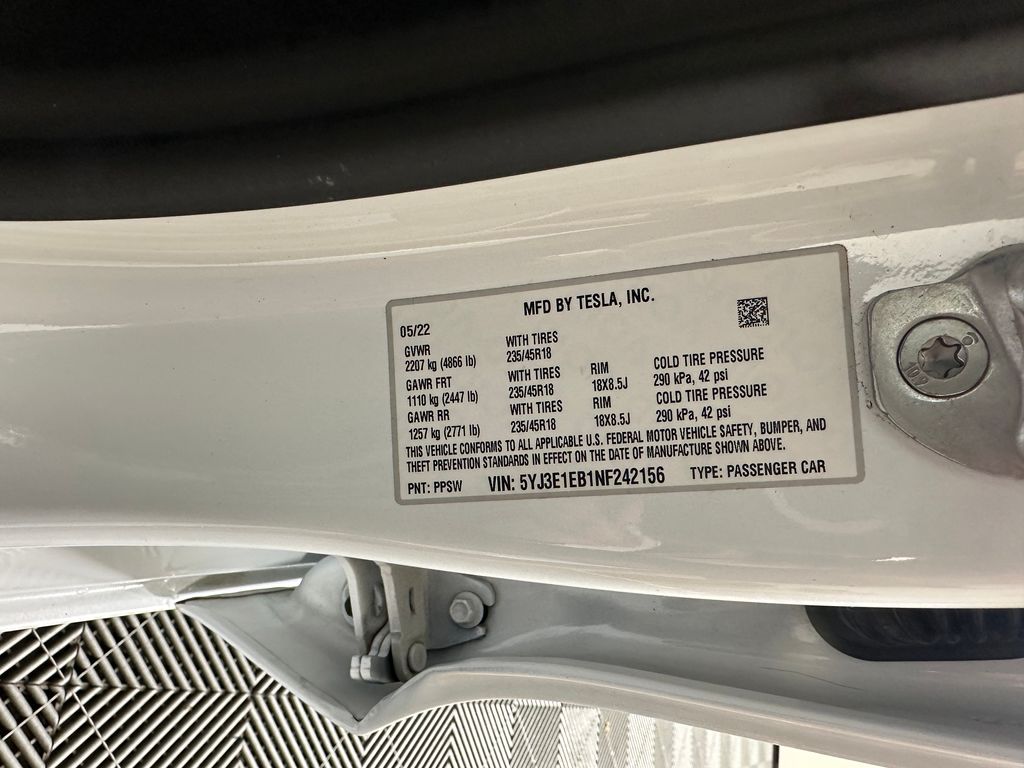 MFD BY TESLA, INC.
05/22
GVWR WITH TIRES
2207 kg (4866 lb) 235/45R18
GAWR FRT WITH TIRES RIM COLD TIRE PRESSURE
1110 kg (2447 lb) 235/45R18 18X8.5J 290 kPa, 42 psi
GAWR RR WITH TIRES RIM COLD TIRE PRESSURE
1257 kg (2771 lb) 235/45R18 18X8.5J 290 kPa, 42 psi
THIS VEHICLE CONFORMS TO ALL APPLICABLE U.S. FEDERAL MOTOR VEHICLE SAFETY, BUMPER, AND
THEFT PREVENTION STANDARDS IN EFFECT ON THE DATE OF MANUFACTURE SHOWN ABOVE.
PNT: PPSW VIN: 5YJ3E1EB1NF242156 TYPE: PASSENGER CAR